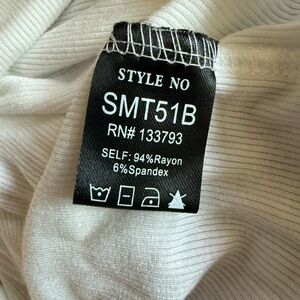 STYLE NO
SMT51B
RN# 133793
SELF: 94%Rayon
6%Spandex